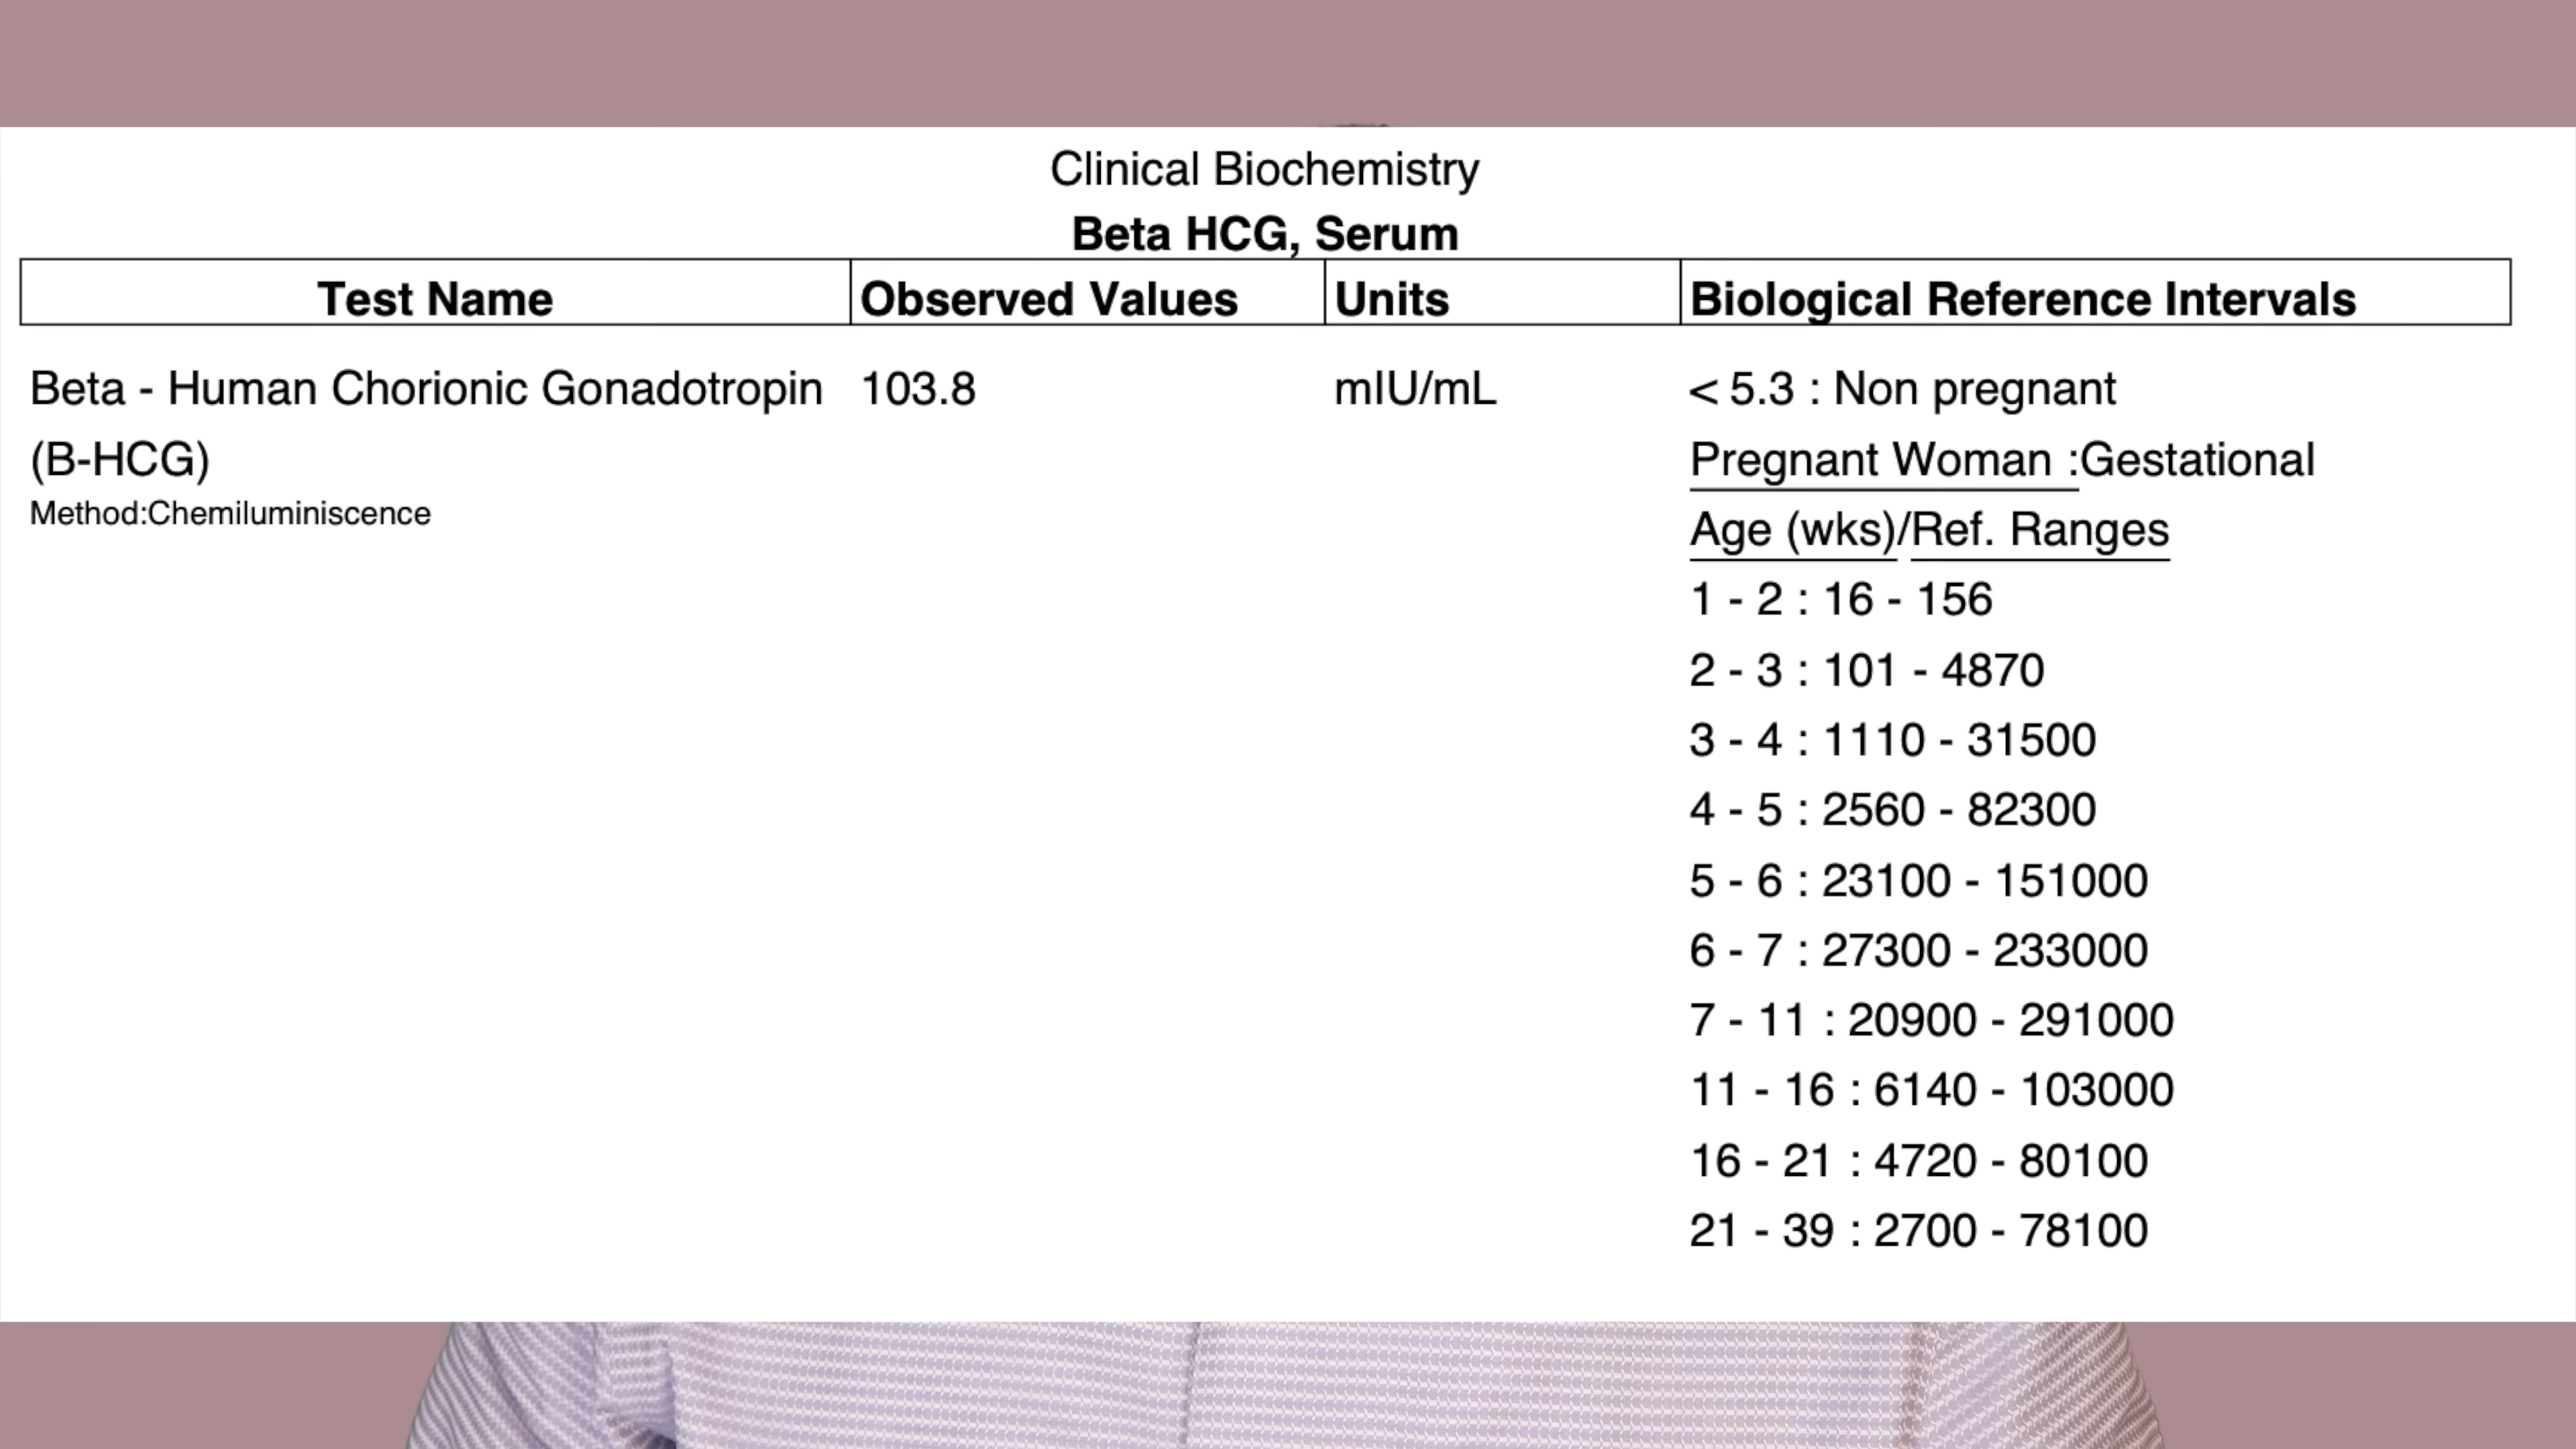 Clinical Biochemistry
Beta HCG, Serum
Test Name Observed Values Units Biological Reference Intervals
Beta - Human Chorionic Gonadotropin 103.8 mIU/mL < 5.3 : Non pregnant
(B-HCG) Pregnant Woman :Gestational
Method:Chemiluminiscence
Age (wks)/Ref. Ranges
1 - 2 : 16 - 156
2 - 3 : 101 - 4870
3 - 4 : 1110 - 31500
4 - 5 : 2560 - 82300
5 - 6 : 23100 - 151000
6 - 7 : 27300 - 233000
7 - 11 : 20900 - 291000
11 - 16 : 6140 - 103000
16 - 21 : 4720 - 80100
21 - 39 : 2700 - 78100